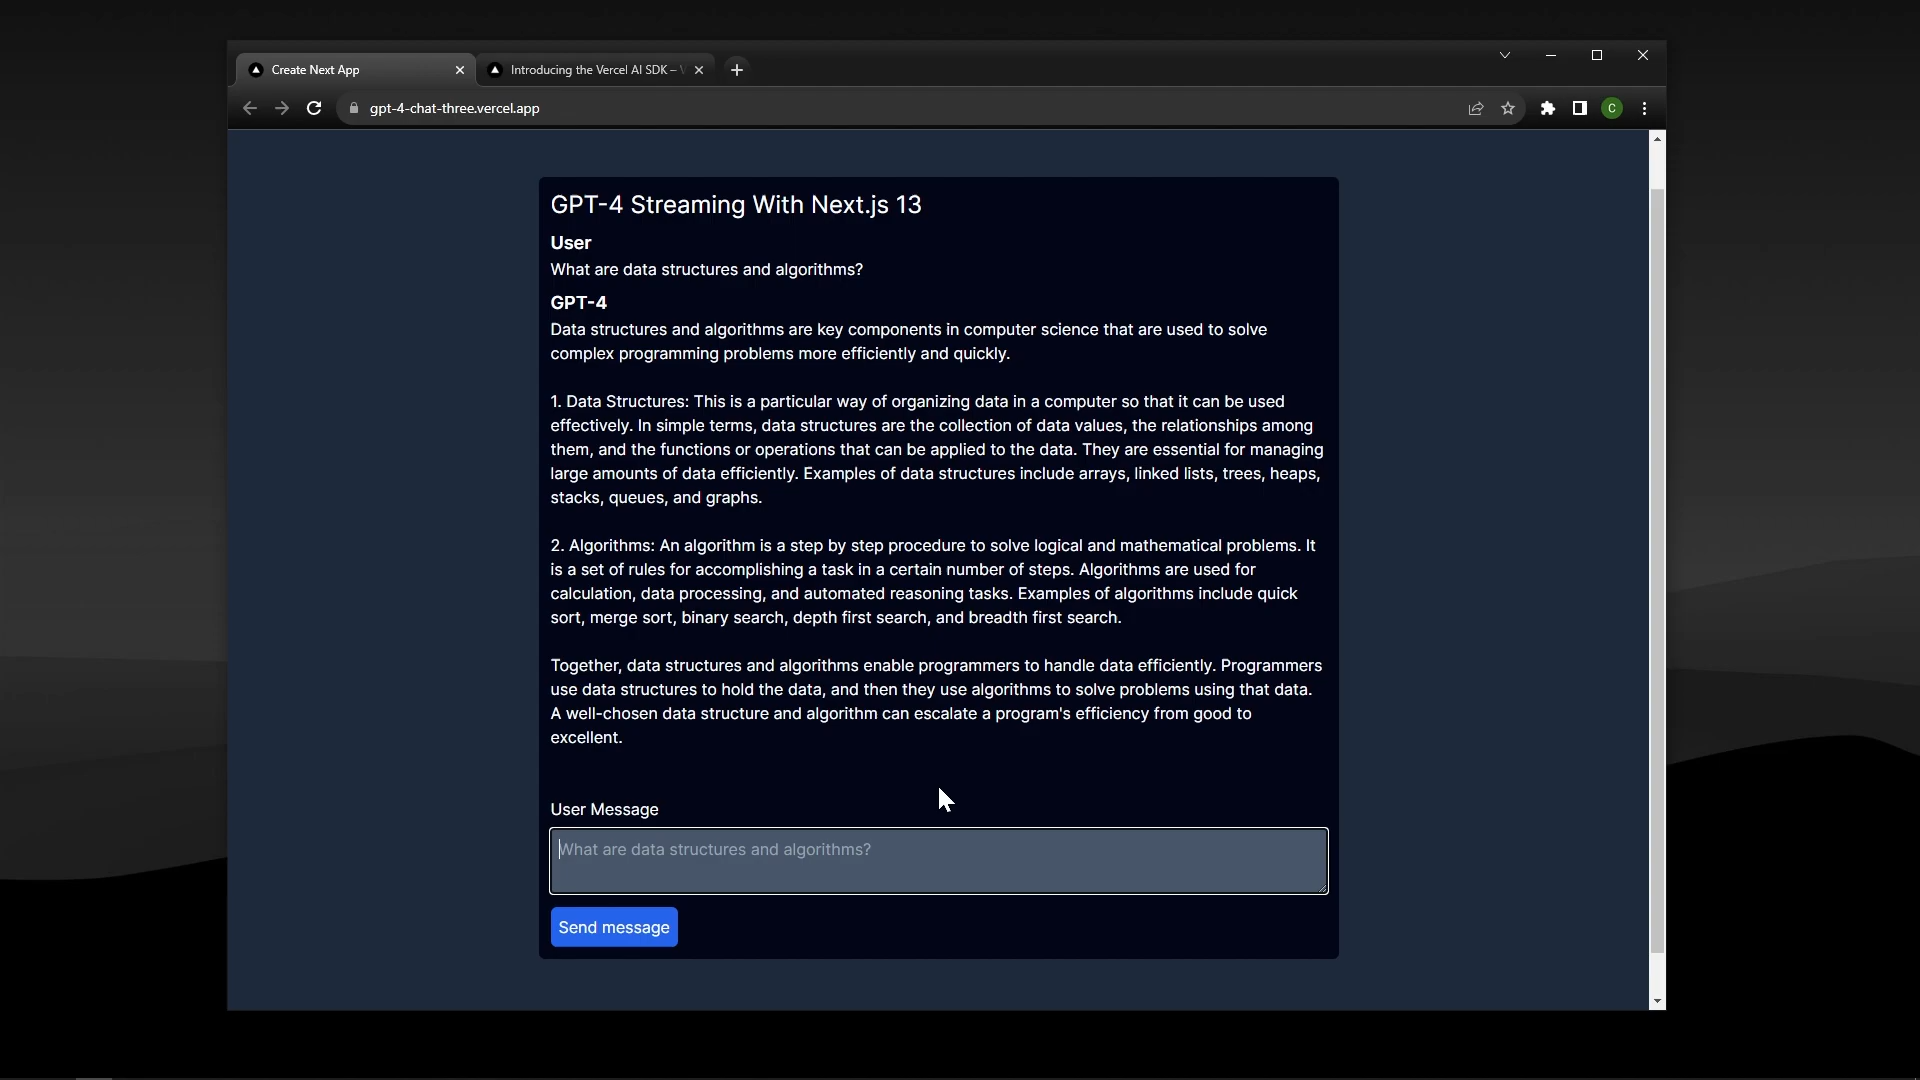 Create Next App
Introducing the Vercel AI SDK –
gpt-4-chat-three.vercel.app
C
GPT-4 Streaming With Next.js 13
User
What are data structures and algorithms?
GPT-4
Data structures and algorithms are key components in computer science that are used to solve
complex programming problems more efficiently and quickly.
1. Data Structures: This is a particular way of organizing data in a computer so that it can be used
effectively. In simple terms, data structures are the collection of data values, the relationships among
them, and the functions or operations that can be applied to the data. They are essential for managing
large amounts of data efficiently. Examples of data structures include arrays, linked lists, trees, heaps,
stacks, queues, and graphs.
2. Algorithms: An algorithm is a step by step procedure to solve logical and mathematical problems. It
is a set of rules for accomplishing a task in a certain number of steps. Algorithms are used for
calculation, data processing, and automated reasoning tasks. Examples of algorithms include quick
sort, merge sort, binary search, depth first search, and breadth first search.
Together, data structures and algorithms enable programmers to handle data efficiently. Programmers
use data structures to hold the data, and then they use algorithms to solve problems using that data.
A well-chosen data structure and algorithm can escalate a program's efficiency from good to
excellent.
User Message
What are data structures and algorithms?
Send message